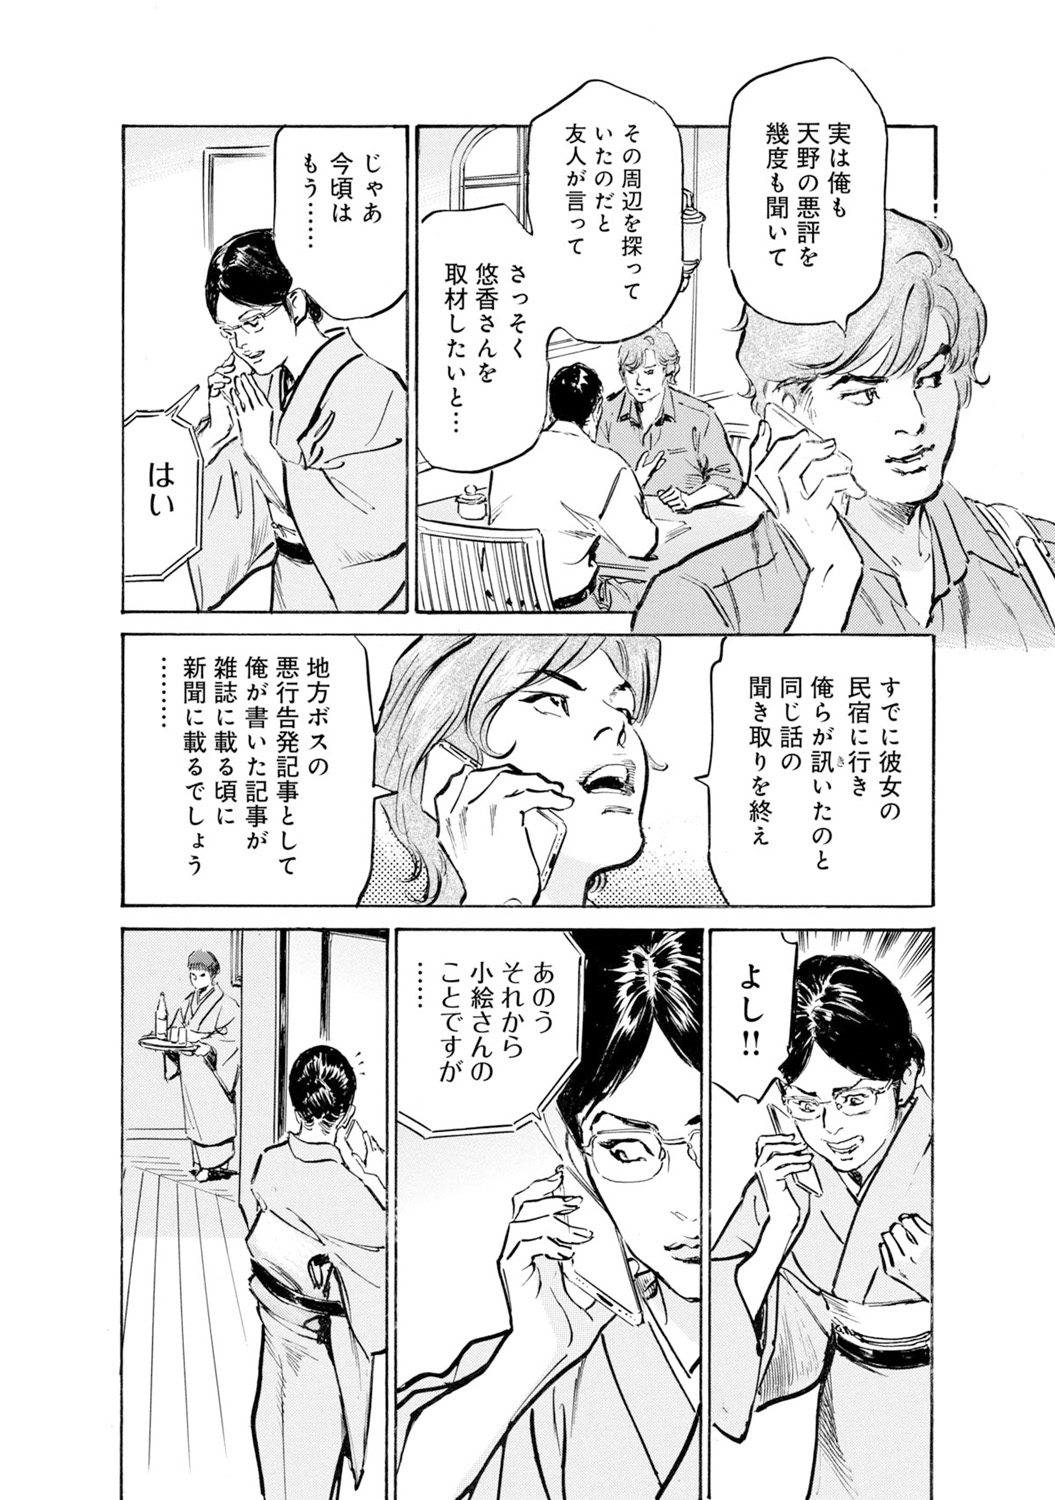 実は俺も
天野の悪評を
幾度も聞いて
その周辺を探って
いたのだと
友人が言って
さっそく
悠香さんを
取材したいと…
じゃあ
今頃は
もう……
はい
すでに彼女の
民宿に行き
俺らが訊いたのと
き
同じ話の
聞き取りを終え
地方ボスの
悪行告発記事として
俺が書いた記事が
雑誌に載る頃に
新聞に載るでしょう
………
よし!!
あのう
それから
小絵さんの
ことですが
……